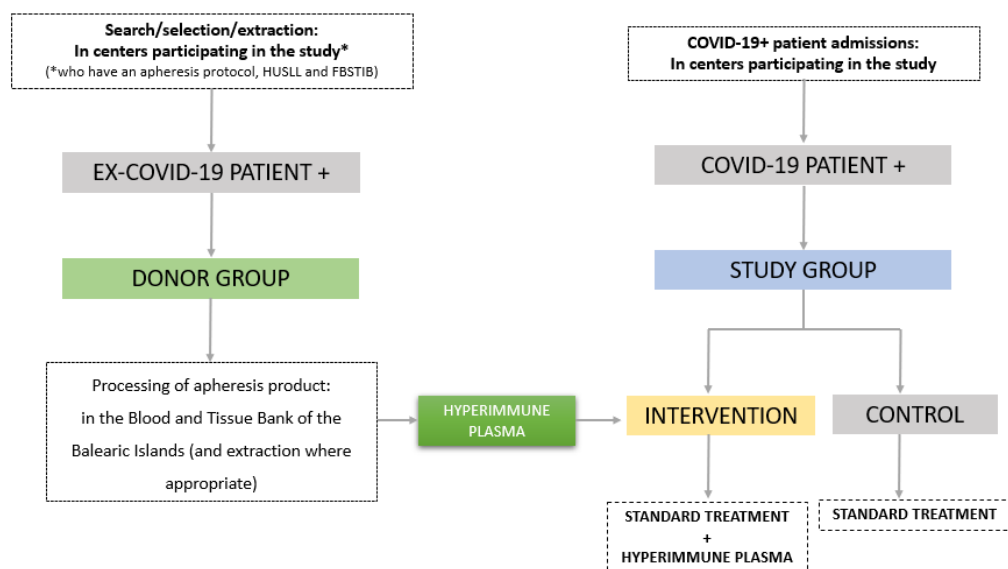 Search/selection/extraction:
In centers participating in the study*
(*who have an apheresis protocol, HUSLL and FBSTIB)
EX-COVID-19 PATIENT +
DONOR GROUP
Processing of apheresis product:
in the Blood and Tissue Bank of the
Balearic Islands (and extraction where
appropriate)
HYPERIMMUNE
PLASMA
COVID-19+ patient admissions:
In centers participating in the study
COVID-19 PATIENT +
STUDY GROUP
INTERVENTION
CONTROL
STANDARD TREATMENT
+
HYPERIMMUNE PLASMA
STANDARD TREATMENT